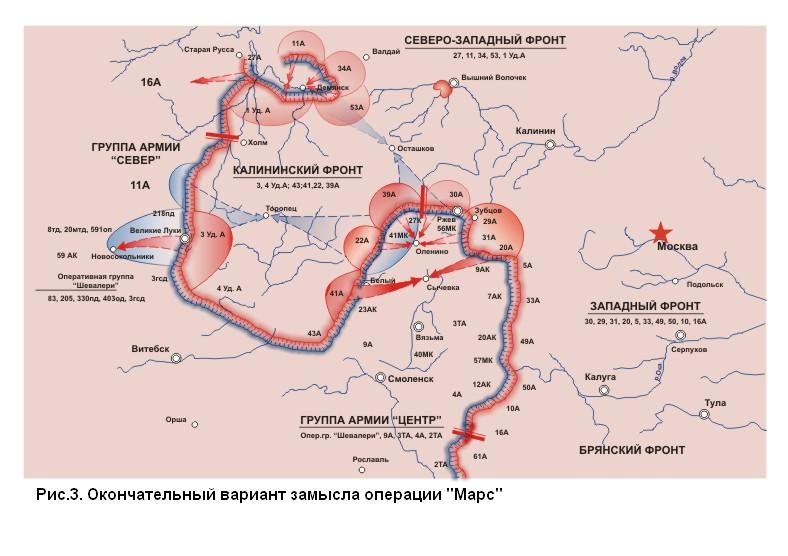 СЕВЕРО-ЗАПАДНЫЙ ФРОНТ
27, 11, 34, 53, 1 Уд.А
Старая Русса
27А
11А
Валдай
34А
Демянск
16А
1 Уд. А
53А
Вышний Волочек
р. Волга
ГРУППА АРМИИ
"СЕВЕР"
Холм
Осташков
Калинин
КАЛИНИНСКИЙ ФРОНТ
3, 4 Уд.А; 43;41,22, 39А
11А
218пд
Торопец
39А
30А
27К
Ржев
56МК
Зубцов
29А
8тд, 20мтд, 591оп
Великие Луки
3 Уд. А
22А
41МК
31А
20А
Оленино
Москва
59 АК
Новосокольники
Оперативная группа
"Шевалери"
83, 205, 330пд, 403од, 3гсд
3гсд
4 Уд. А
41А
Белый
Сычевка
23АК
9АК
5А
Подольск
7АК
33А
ЗАПАДНЫЙ ФРОНТ
30, 29, 31, 20, 5, 33, 49, 50, 10, 16А
43А
9А
3ТА
Вязьма
20АК
49А
Серпухов
Витебск
40МК
57МК
Смоленск
12АК
50А
Калуга
р.Ока
4А
10А
Тула
Орша
ГРУППА АРМИИ "ЦЕНТР"
Опер.гр. "Шевалери", 9А, 3ТА, 4А, 2ТА
16А
БРЯНСКИЙ ФРОНТ
Рославль
2ТА
61А
Рис.3. Окончательный вариант замысла операции "Марс"